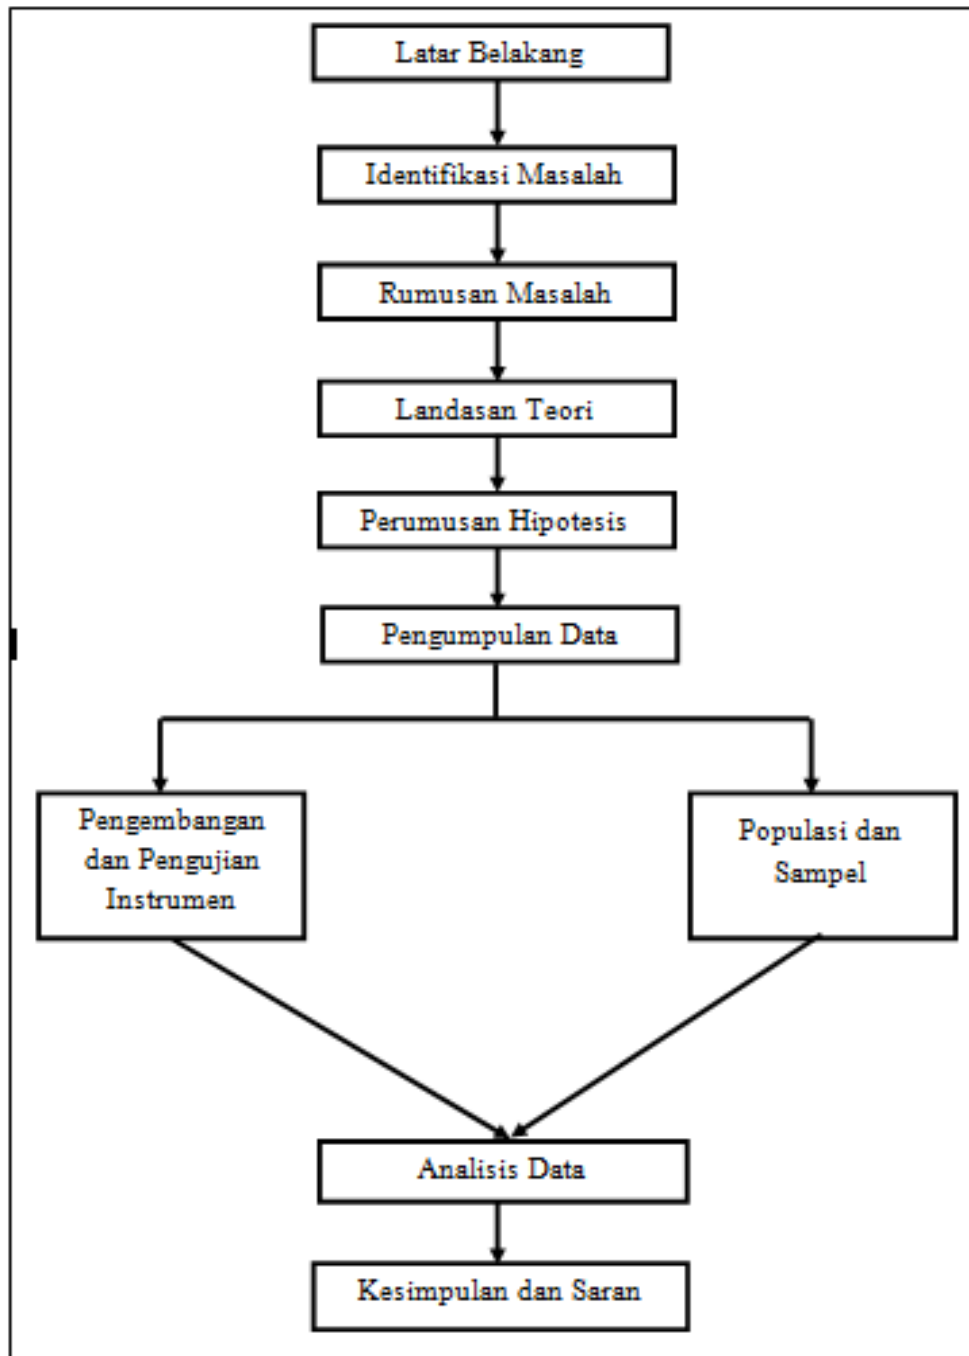 Latar Belakang
Identifikasi Masalah
Rumusan Masalah
Landasan Teori
Perumusan Hipotesis
Pengumpulan Data
Pengembangan
dan Pengujian
Instrumen
Populasi dan
Sampel
Analisis Data
Kesimpulan dan Saran